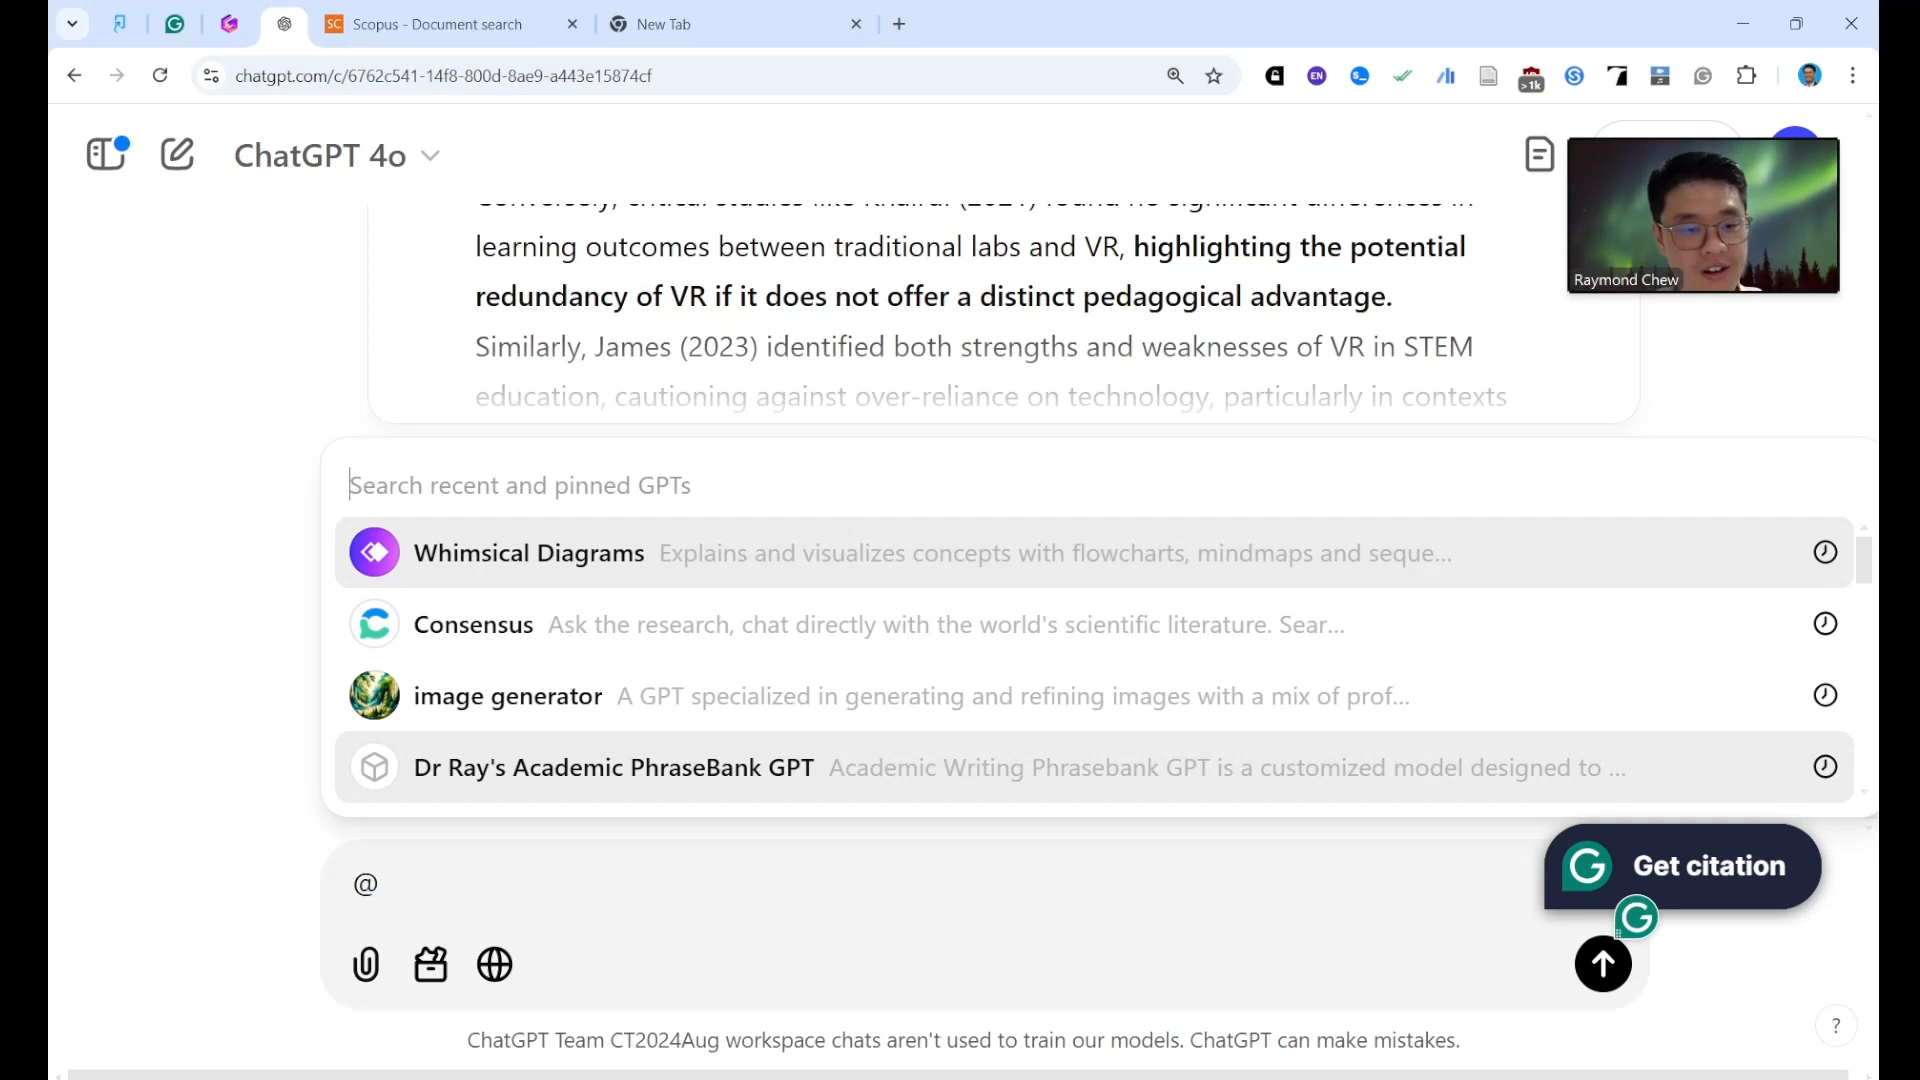 Scopus - Document search
New Tab
chatgpt.com/c/6762c541-14f8-800d-8ae9-a443e15874cf
ChatGPT 4o
learning outcomes between traditional labs and VR, highlighting the potential
redundancy of VR if it does not offer a distinct pedagogical advantage.
Similarly, James (2023) identified both strengths and weaknesses of VR in STEM
education, cautioning against over-reliance on technology, particularly in contexts
Raymond Chew
Search recent and pinned GPTs
Whimsical Diagrams Explains and visualizes concepts with flowcharts, mindmaps and seque...
Consensus Ask the research, chat directly with the world's scientific literature. Sear...
image generator A GPT specialized in generating and refining images with a mix of prof...
Dr Ray's Academic PhraseBank GPT Academic Writing Phrasebank GPT is a customized model designed to ...
Get citation
@
ChatGPT Team CT2024Aug workspace chats aren't used to train our models. ChatGPT can make mistakes.
?
SC
EN
>1k